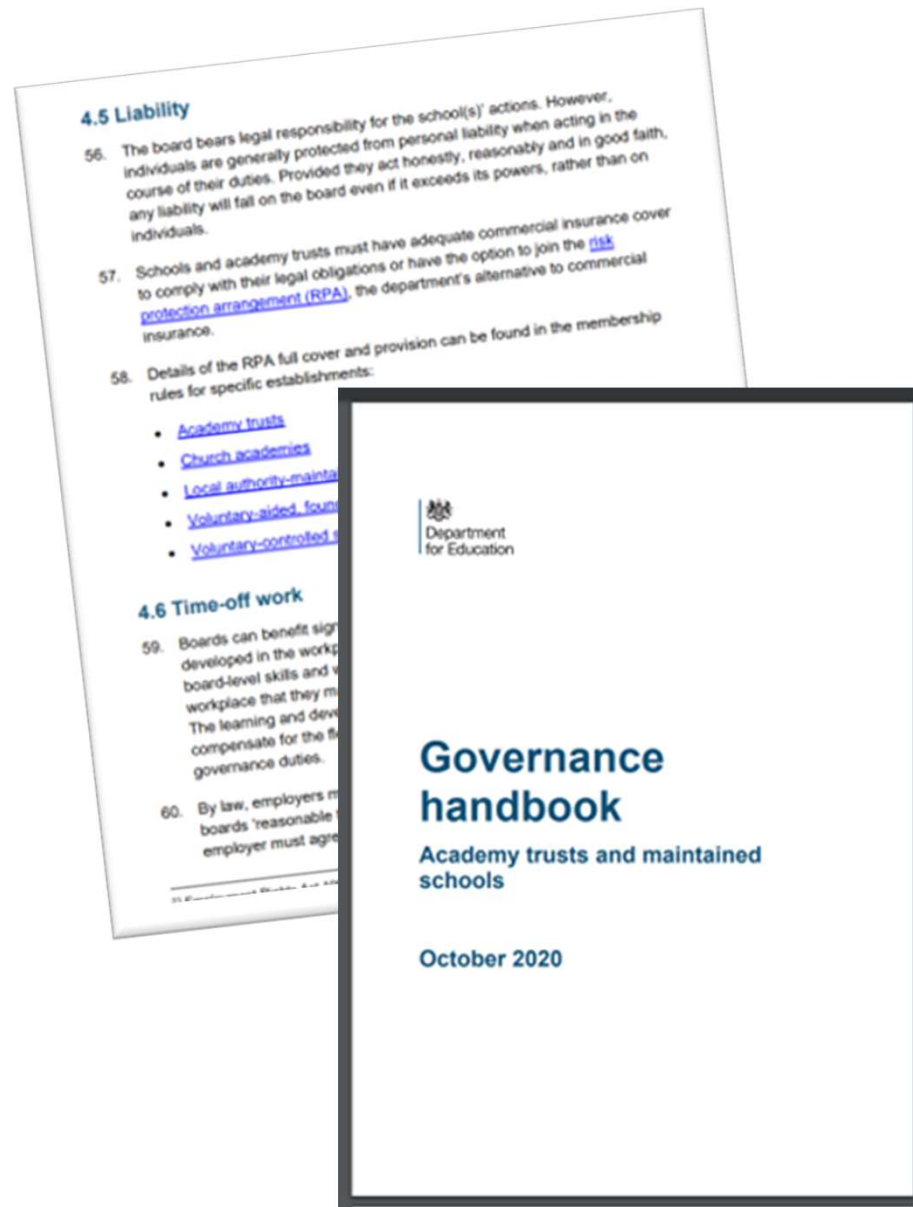 4.5 Liability
56. The board bears legal responsibility for the school(s)' actions. However,
individuals are generally protected from personal liability when acting in the
course of their duties. Provided they act honestly, reasonably and in good faith,
any liability will fall on the board even if it exceeds its powers, rather than on
individuals.
57. Schools and academy trusts must have adequate commercial insurance cover
to comply with their legal obligations or have the option to join the risk
protection arrangement (RPA), the department's alternative to commercial
insurance.
58. Details of the RPA full cover and provision can be found in the membership
rules for specific establishments:
• Academy trusts
• Church academies
• Local
• Voluntary-aided,
• Voluntary-controlled
4.6 Time-off work
59. Boards can benefit
developed in the
board-level skills and
workplace that they
The learning and
compensate for the
governance duties.
60. By law, employers
boards 'reasonable
employer must
Department
for Education
Governance
handbook
Academy trusts and maintained
schools
October 2020